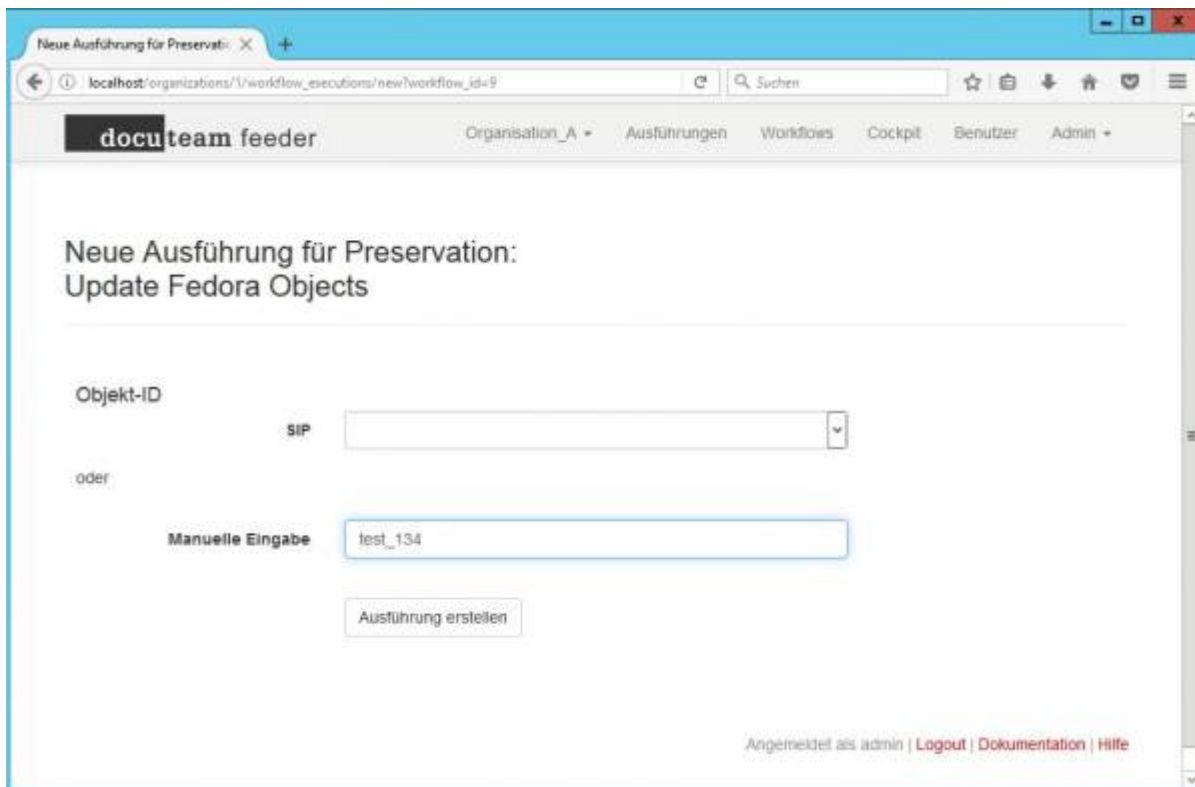 Neue Ausführung für Preservati
localhost/organizations/1/workflow_executions/new?workflow_id=9
Suchen
docuteam feeder
Organisation_A Ausführungen Workflows Cockpit Benutzer Admin
Neue Ausführung für Preservation:
Update Fedora Objects
Objekt-ID
SIP
oder
Manuelle Eingabe test_134
Ausführung erstellen
Angemeldet als admin | Logout | Dokumentation | Hilfe